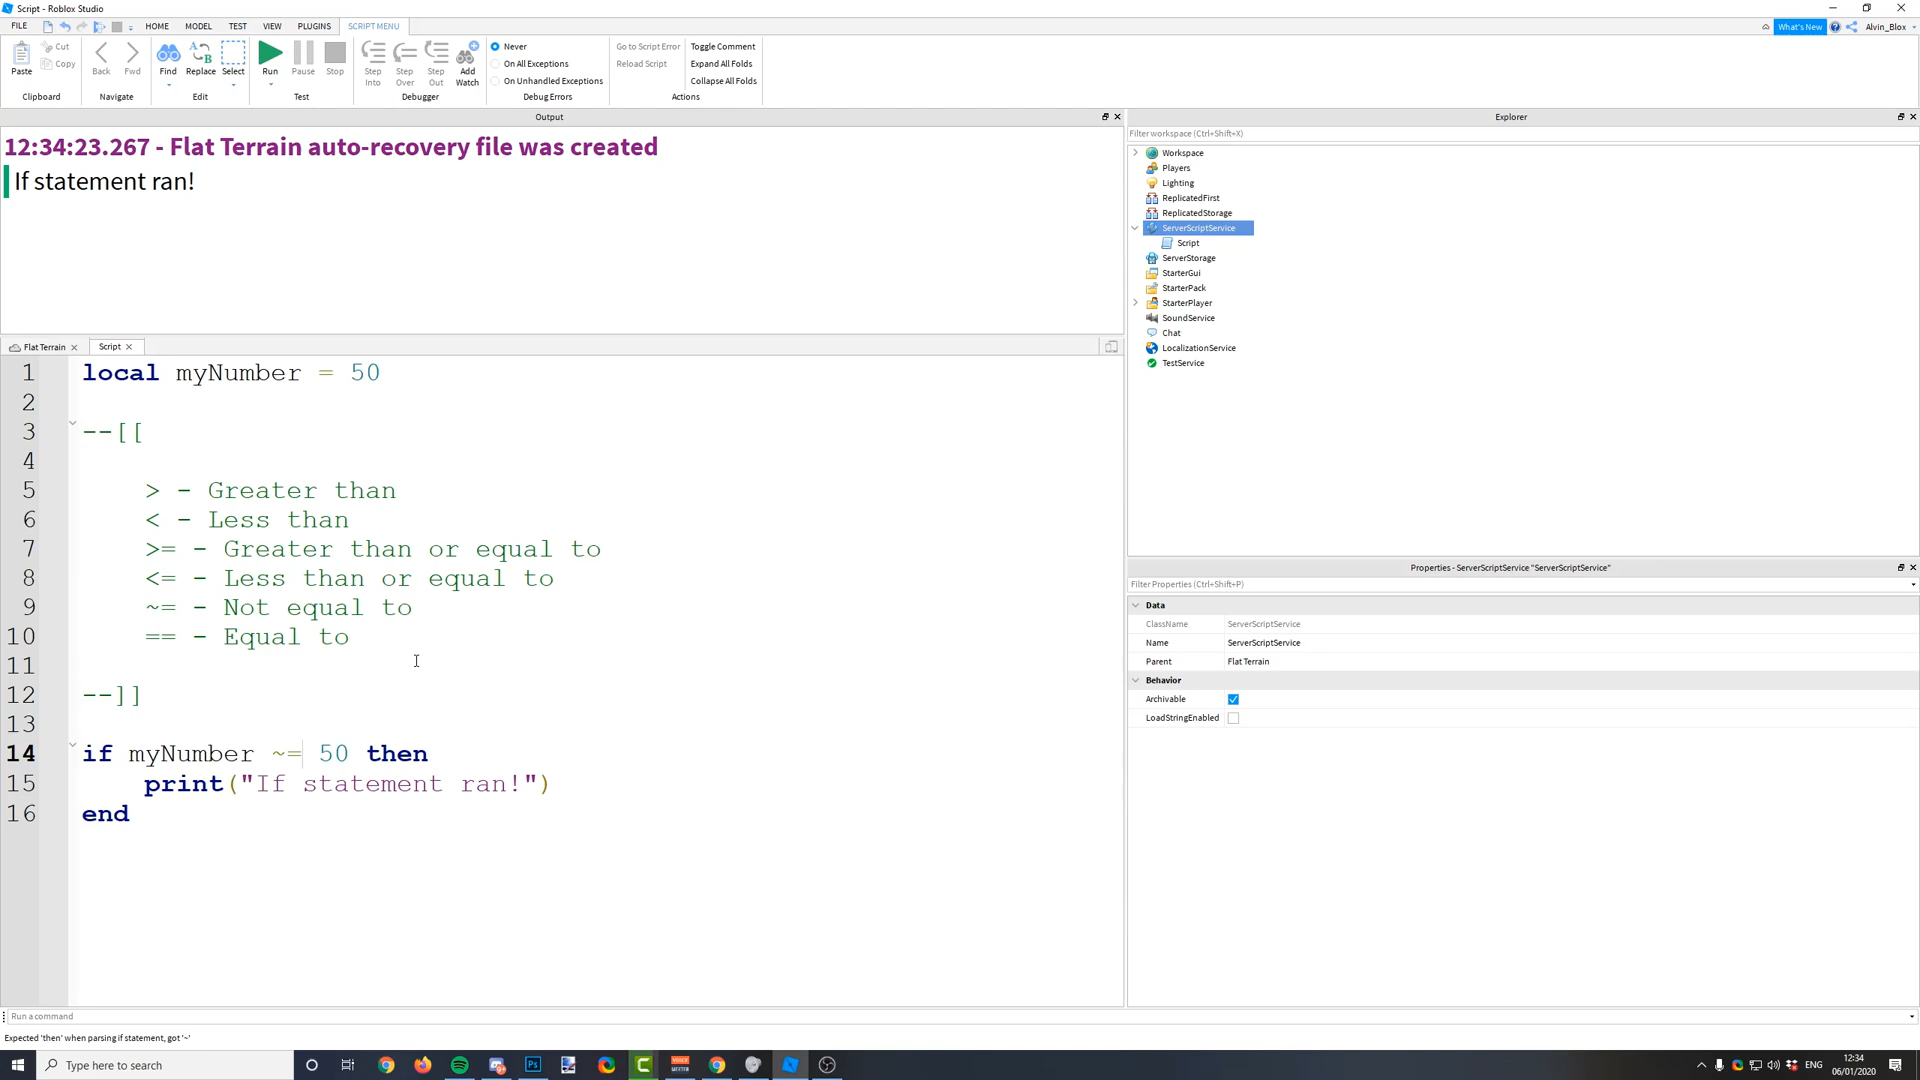 Script - Roblox Studio
FILE HOME MODEL TEST VIEW PLUGINS SCRIPT MENU What's New Alvin_Blox
Paste Cut Copy Back Fwd Find Replace Select Run Pause Stop Step Into Step Over Step Out Add Watch
Never
On All Exceptions
On Unhandled Exceptions
Go to Script Error
Reload Script
Toggle Comment
Expand All Folds
Collapse All Folds
Clipboard Navigate Edit Test Debugger Debug Errors Actions
Output
12:34:23.267 - Flat Terrain auto-recovery file was created
If statement ran!
Flat Terrain Script
1 local myNumber = 50
2
3 --[[
4
5 > - Greater than
6 < - Less than
7 >= - Greater than or equal to
8 <= - Less than or equal to
9 ~= - Not equal to
10 == - Equal to
11
12 --]]
13
14 if myNumber ~= 50 then
15 print("If statement ran!")
16 end
Explorer
Filter workspace (Ctrl+Shift+X)
Workspace
Players
Lighting
ReplicatedFirst
ReplicatedStorage
ServerScriptService
Script
ServerStorage
StarterGui
StarterPack
StarterPlayer
SoundService
Chat
LocalizationService
TestService
Properties - ServerScriptService "ServerScriptService"
Filter Properties (Ctrl+Shift+P)
Data
ClassName ServerScriptService
Name ServerScriptService
Parent Flat Terrain
Behavior
Archivable
LoadStringEnabled
Run a command
Expected 'then' when parsing if statement, got '~'
Type here to search
Ps
ENG
12:34
06/01/2020